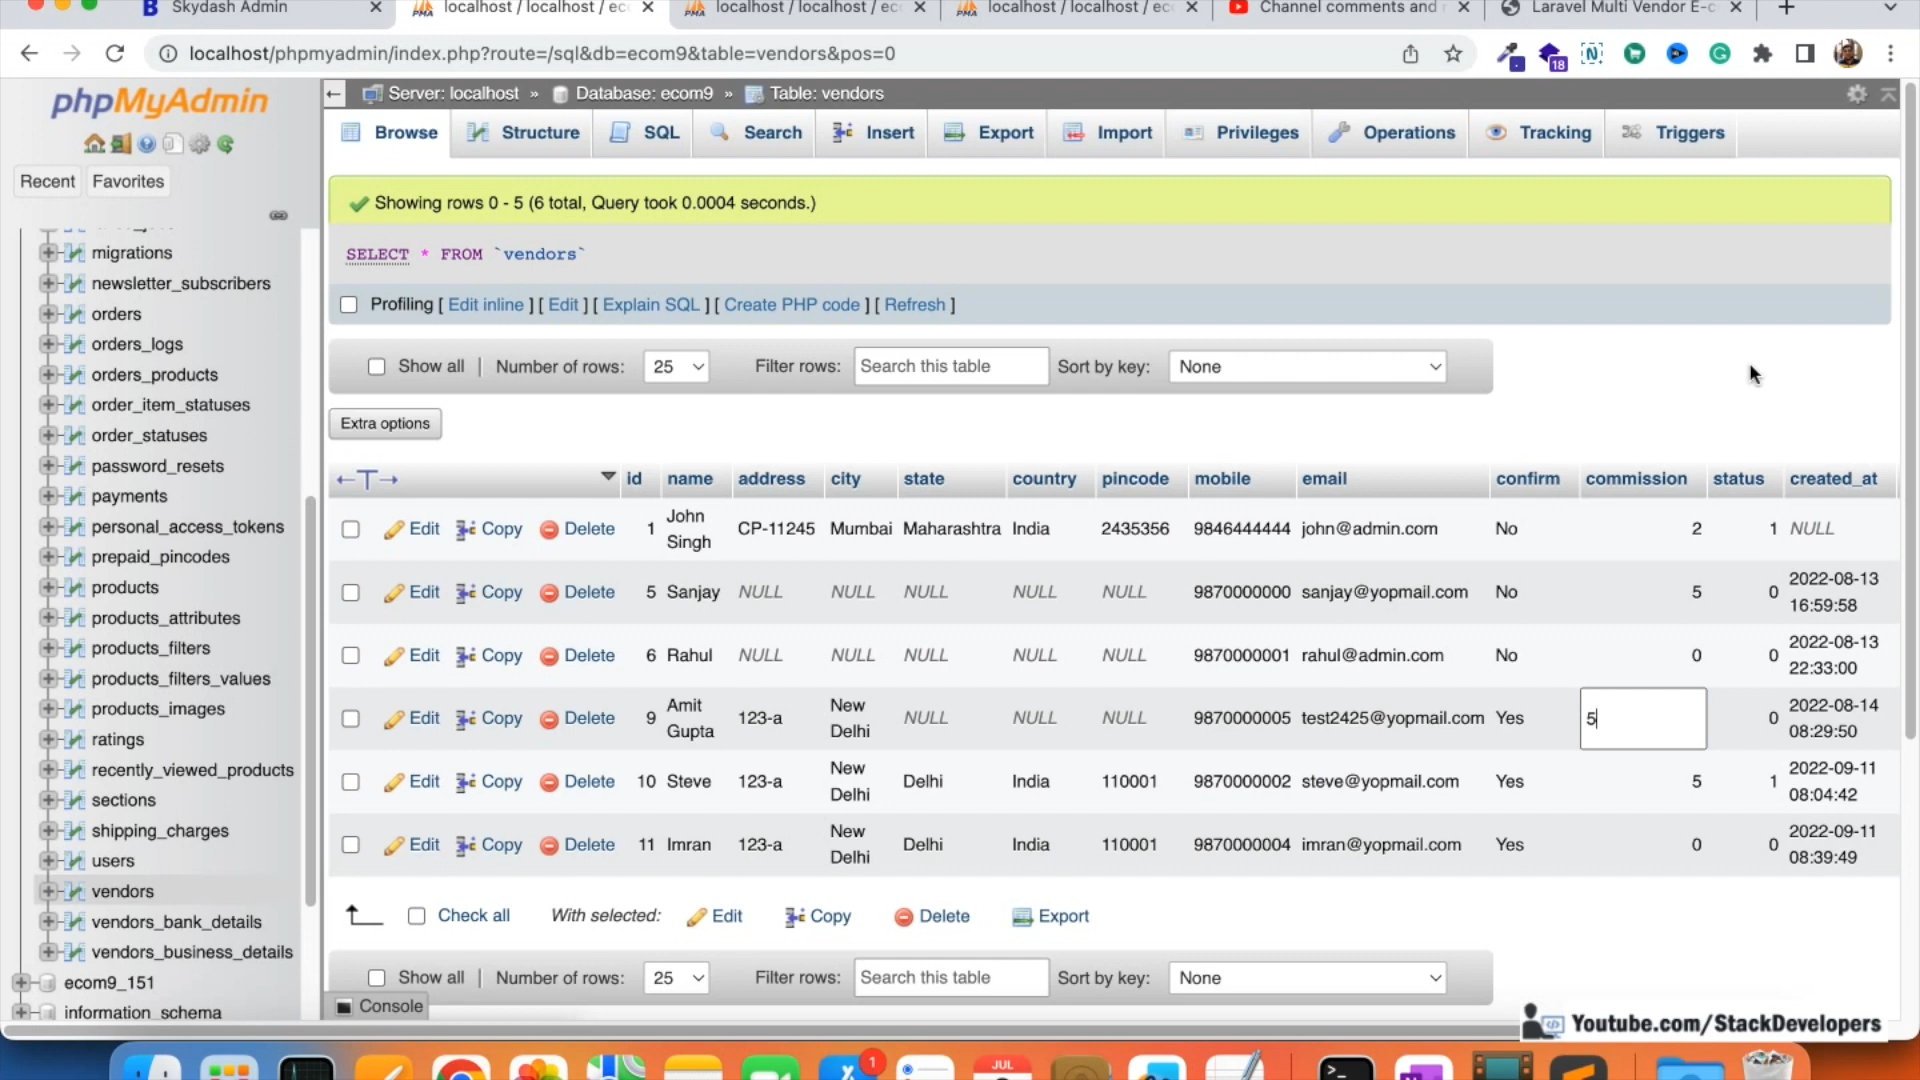 Skydash Admin
localhost / localhost / ec
localhost / localhost / ec
localhost / localhost / ec
Channel comments and
Laravel Multi Vendor E-c
localhost/phpmyadmin/index.php?route=/sql&db=ecom9&table=vendors&pos=0
18
phpMyAdmin
Recent
Favorites
migrations
newsletter_subscribers
orders
orders_logs
orders_products
order_item_statuses
order_statuses
password_resets
payments
personal_access_tokens
prepaid_pincodes
products
products_attributes
products_filters
products_filters_values
products_images
ratings
recently_viewed_products
sections
shipping_charges
users
vendors
vendors_bank_details
vendors_business_details
ecom9_151
information_schema
Server: localhost » Database: ecom9 » Table: vendors
Browse Structure SQL Search Insert Export Import Privileges Operations Tracking Triggers
Showing rows 0 - 5 (6 total, Query took 0.0004 seconds.)
SELECT * FROM `vendors`
Profiling [ Edit inline ] [ Edit ] [ Explain SQL ] [ Create PHP code ] [ Refresh ]
Show all | Number of rows: 25 Filter rows: Search this table Sort by key: None
Extra options
←T→ id name address city state country pincode mobile email confirm commission status created_at
Edit Copy Delete 1 John Singh CP-11245 Mumbai Maharashtra India 2435356 9846444444 john@admin.com No 2 1 NULL
Edit Copy Delete 5 Sanjay NULL NULL NULL NULL NULL 9870000000 sanjay@yopmail.com No 5 0 2022-08-13 16:59:58
Edit Copy Delete 6 Rahul NULL NULL NULL NULL NULL 9870000001 rahul@admin.com No 0 0 2022-08-13 22:33:00
Edit Copy Delete 9 Amit Gupta 123-a New Delhi NULL NULL NULL 9870000005 test2425@yopmail.com Yes 5 0 2022-08-14 08:29:50
Edit Copy Delete 10 Steve 123-a New Delhi Delhi India 110001 9870000002 steve@yopmail.com Yes 5 1 2022-09-11 08:04:42
Edit Copy Delete 11 Imran 123-a New Delhi Delhi India 110001 9870000004 imran@yopmail.com Yes 0 0 2022-09-11 08:39:49
Check all With selected: Edit Copy Delete Export
Show all | Number of rows: 25 Filter rows: Search this table Sort by key: None
Console
Youtube.com/StackDevelopers
1
JUL